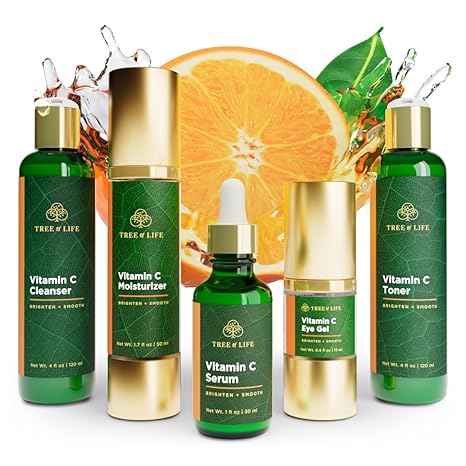 TREE of LIFE
Vitamin C
Cleanser
BRIGHTEN + SMOOTH
Net Wt. 4 fl oz | 120 ml
TREE of LIFE
Vitamin C
Moisturizer
BRIGHTEN + SMOOTH
Net Wt. 1.7 fl oz | 50 ml
TREE of LIFE
Vitamin C
Serum
BRIGHTEN + SMOOTH
Net Wt. 1 fl oz | 30 ml
TREE of LIFE
Vitamin C
Eye Gel
BRIGHTEN + SMOOTH
Net Wt. 0.5 fl oz | 15 ml
TREE of LIFE
Vitamin C
Toner
BRIGHTEN + SMOOTH
Net Wt. 4 fl oz | 120 ml